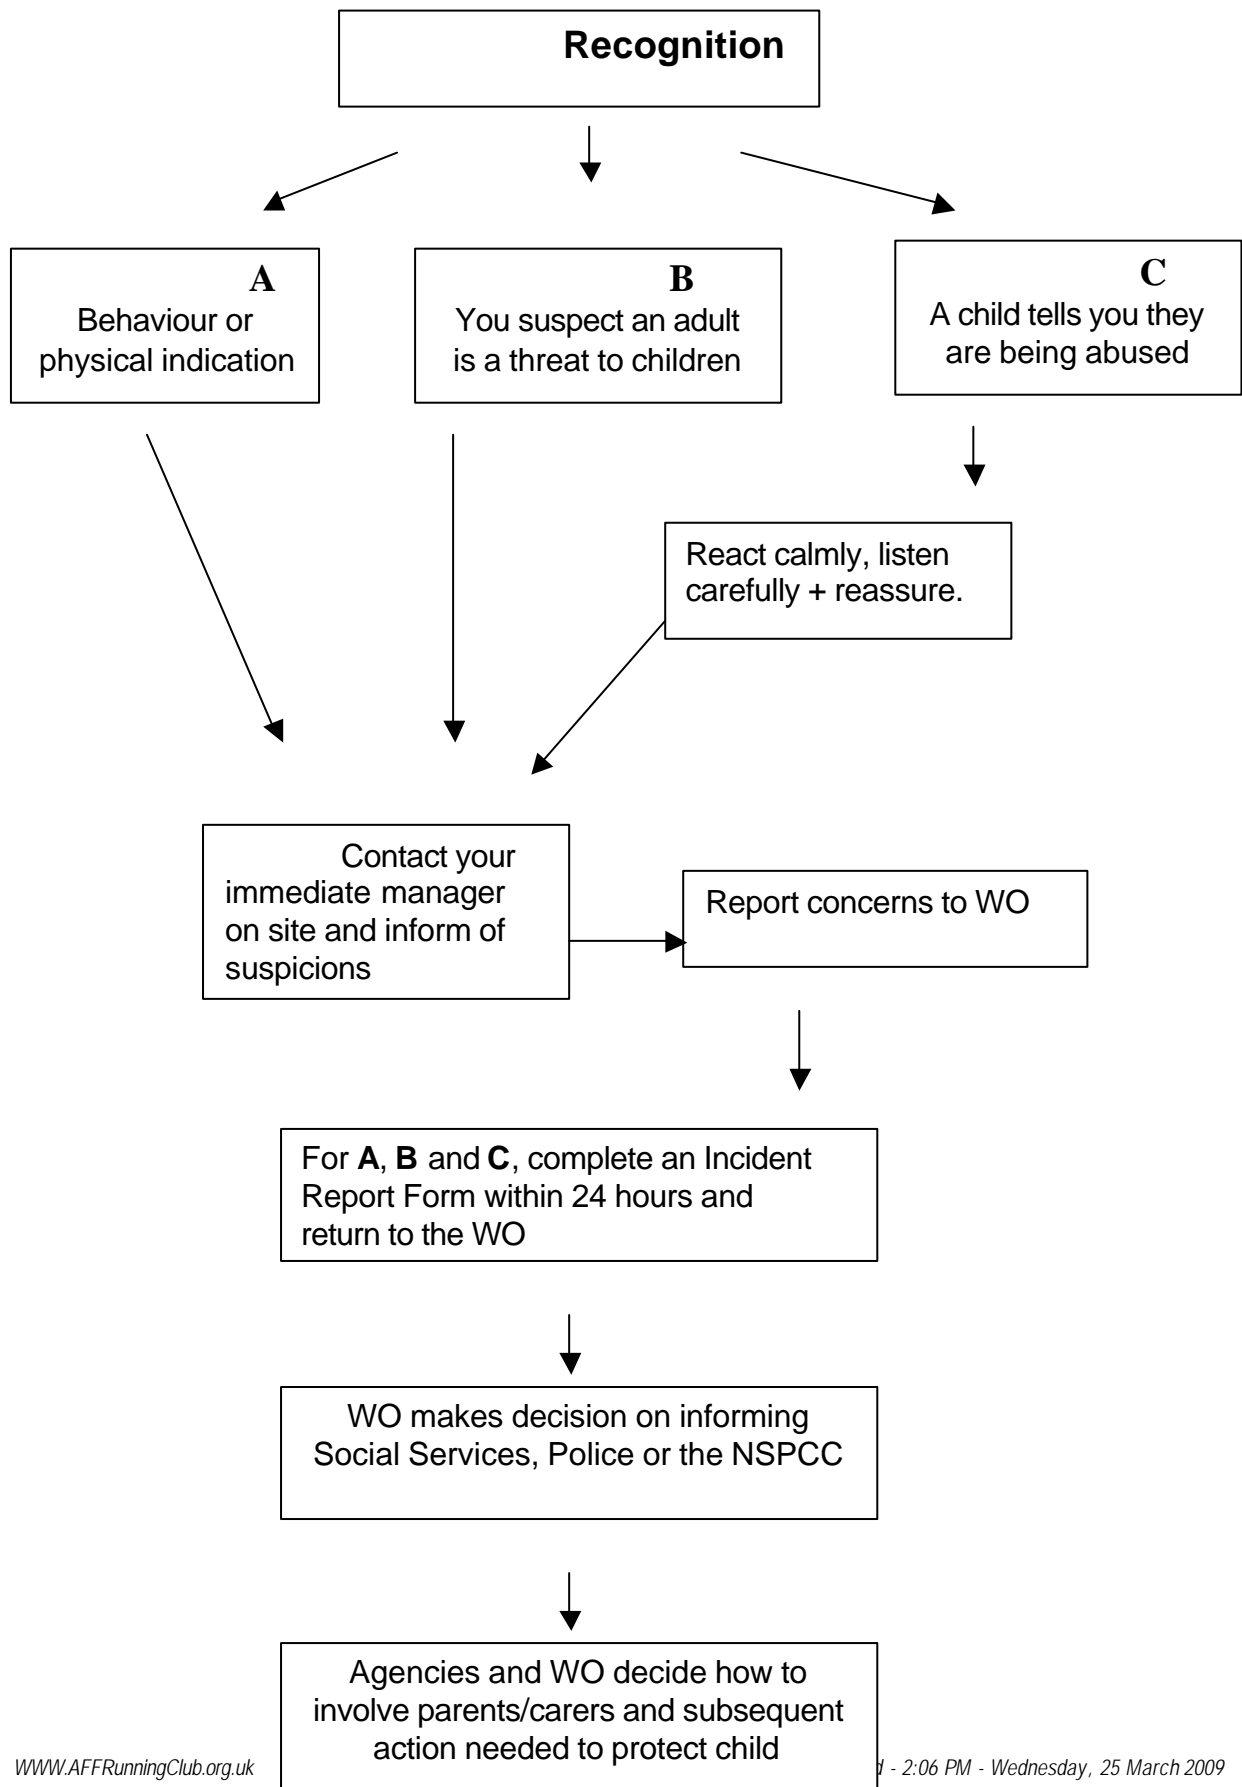 Recognition
A
Behaviour or
physical indication
B
You suspect an adult
is a threat to children
C
A child tells you they
are being abused
React calmly, listen
carefully + reassure.
Contact your
immediate manager
on site and inform of
suspicions
Report concerns to WO
For A, B and C, complete an Incident
Report Form within 24 hours and
return to the WO
WO makes decision on informing
Social Services, Police or the NSPCC
Agencies and WO decide how to
involve parents/carers and subsequent
action needed to protect child
WWW.AFFRunningClub.org.uk
- 2:06 PM - Wednesday, 25 March 2009